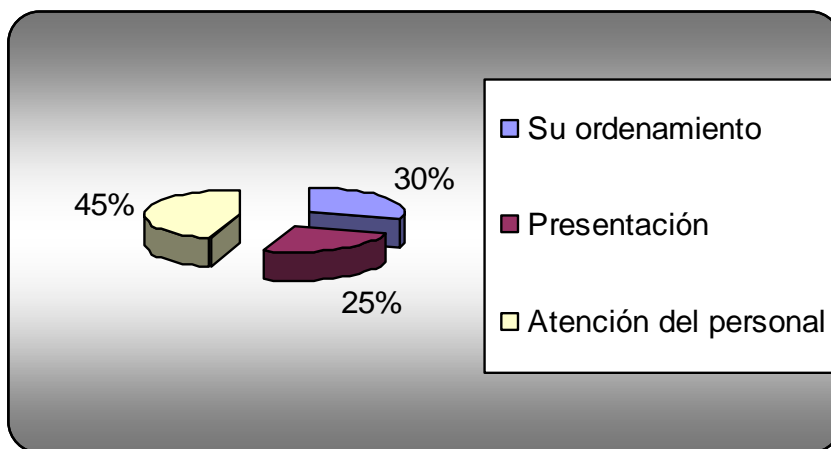 45%
30%
25%
Su ordenamiento
Presentación
Atención del personal